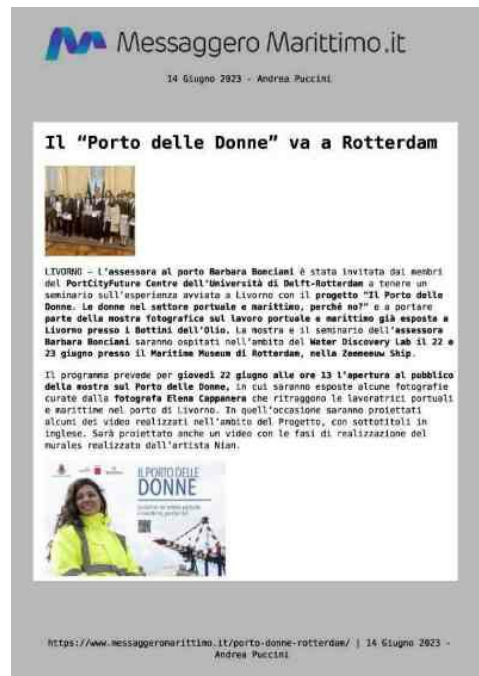 Messaggero Marittimo.it
14 Giugno 2023 - Andrea Puccini
Il “Porto delle Donne” va a Rotterdam
LIVORNO – L’assessora al porto Barbara Bonciani è stata invitata dai membri
del PortCityFuture Centre dell’Università di Delft-Rotterdam a tenere un
seminario sull’esperienza avviata a Livorno con il progetto “Il Porto delle
Donne. Le donne nel settore portuale e marittimo, perché no?” e a portare
parte della mostra fotografica sul lavoro portuale e marittimo già esposta a
Livorno presso i Bottini dell’Olio. La mostra e il seminario dell’assessora
Barbara Bonciani saranno ospitati nell’ambito del Water Discovery Lab il 22 e
23 giugno presso il Maritime Museum di Rotterdam, nella Zeemeeuw Ship.
Il programma prevede per giovedì 22 giugno alle ore 13 l’apertura al pubblico
della mostra sul Porto delle Donne, in cui saranno esposte alcune fotografie
curate dalla fotografa Elena Cappanera che ritraggono le lavoratrici portuali
e marittime nel porto di Livorno. In quell’occasione saranno proiettati
alcuni dei video realizzati nell’ambito del Progetto, con sottotitoli in
inglese. Sarà proiettato anche un video con le fasi di realizzazione del
murales realizzato dall’artista Nian.
IL PORTO DELLE
DONNE
https://www.messaggeromarittimo.it/porto-donne-rotterdam/ | 14 Giugno 2023 -
Andrea Puccini